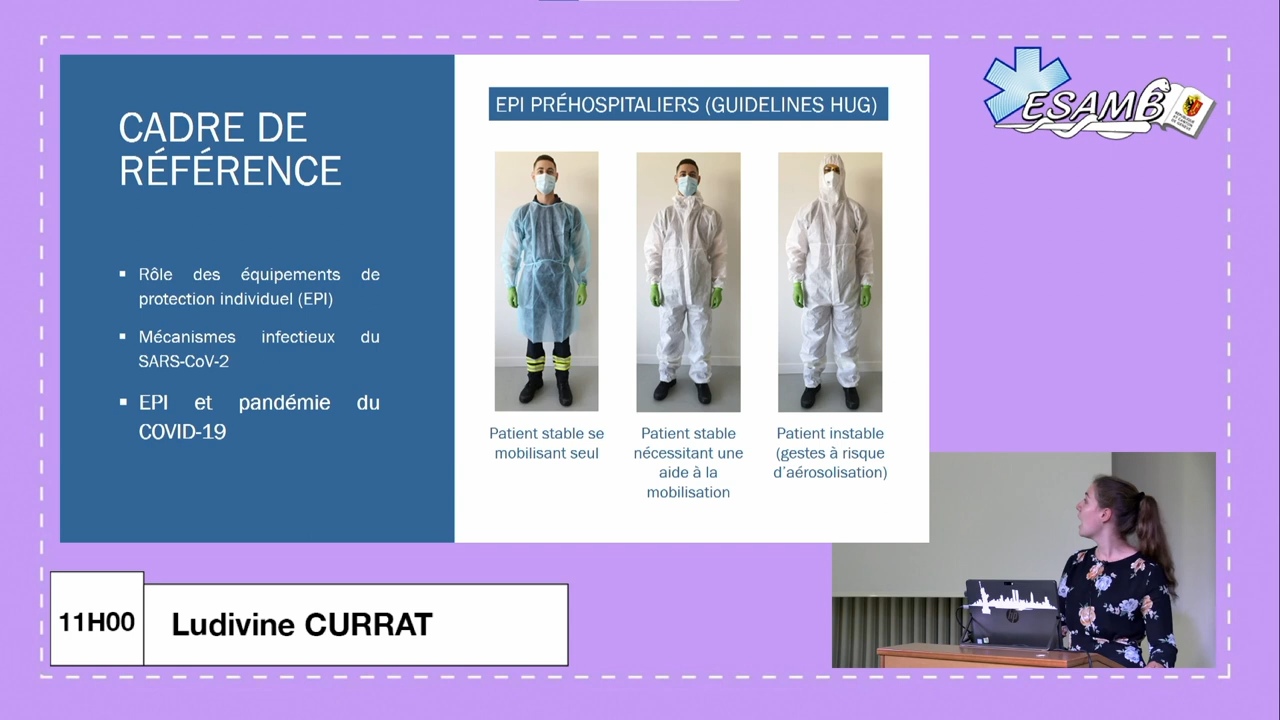 CADRE DE
RÉFÉRENCE
Rôle des équipements de
protection individuel (EPI)
Mécanismes infectieux du
SARS-CoV-2
EPI et pandémie du
COVID-19
EPI PRÉHOSPITALIERS (GUIDELINES HUG)
Patient stable se
mobilisant seul
Patient stable
nécessitant une
aide à la
mobilisation
Patient instable
(gestes à risque
d'aérosolisation)
ESAMB
11H00
Ludivine CURRAT
hp